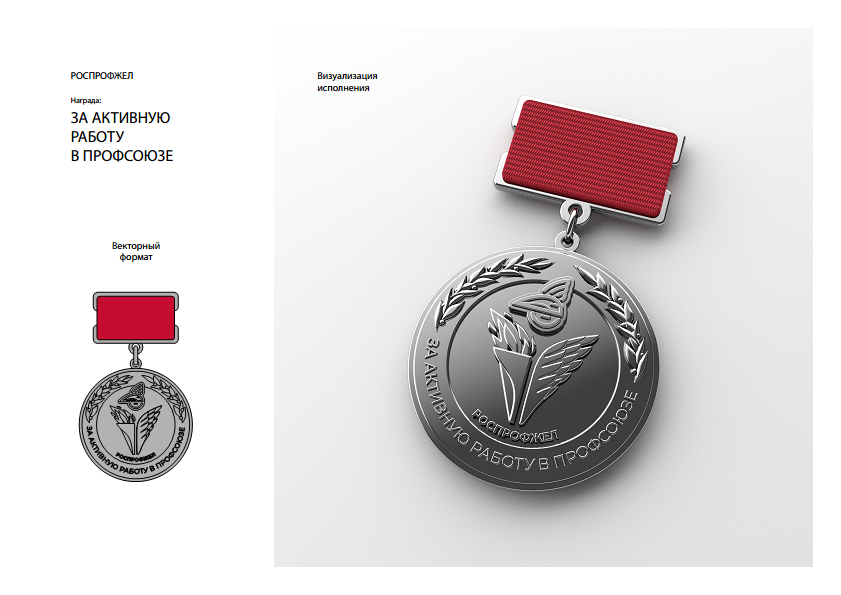 РОСПРОФЖЕЛ
Награда:
ЗА АКТИВНУЮ
РАБОТУ
В ПРОФСОЮЗЕ
Визуализация
исполнения
Векторный
формат
РОСПРОФЖЕЛ
ЗА АКТИВНУЮ РАБОТУ В ПРОФСОЮЗЕ
РОСПРОФЖЕЛ
ЗА АКТИВНУЮ РАБОТУ В ПРОФСОЮЗЕ